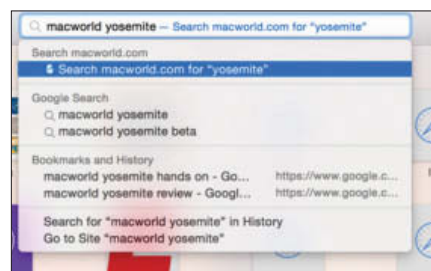 macworld yosemite — Search macworld.com for "yosemite"
Search macworld.com
Search macworld.com for "yosemite"
Google Search
macworld yosemite
macworld yosemite beta
Bookmarks and History
macworld yosemite hands on - Go... https://www.google.c...
macworld yosemite review - Googl... https://www.google.c...
Search for "macworld yosemite" in History
Go to Site "macworld yosemite"